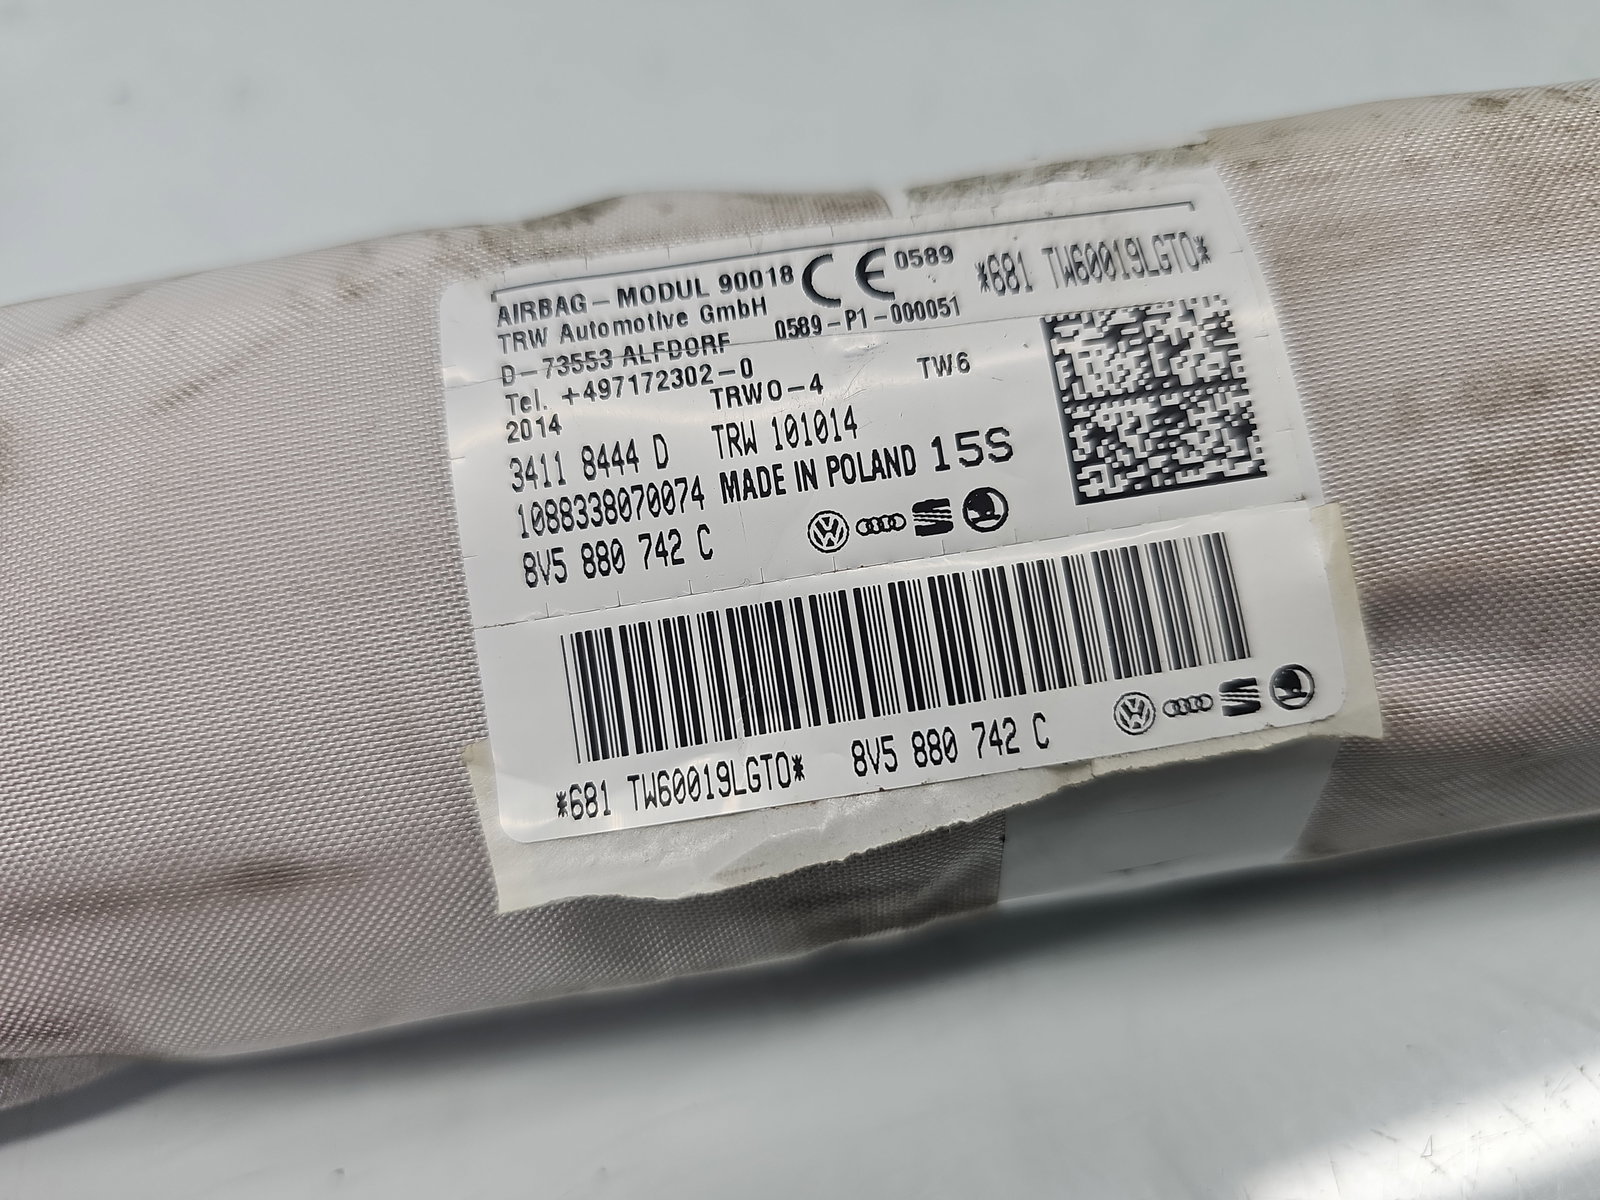 AIRBAG - MODUL 90018 CE 0589 *681 TW60019LGTO*
TRW Automotive GmbH 0589-P1-000051
D-73553 ALFDORF
Tel. +497172302-0 TW6
2014 TRWO-4
3411 8444 D TRW 101014
1088338070074 MADE IN POLAND 15S
8V5 880 742 C
*681 TW60019LGTO* 8V5 880 742 C